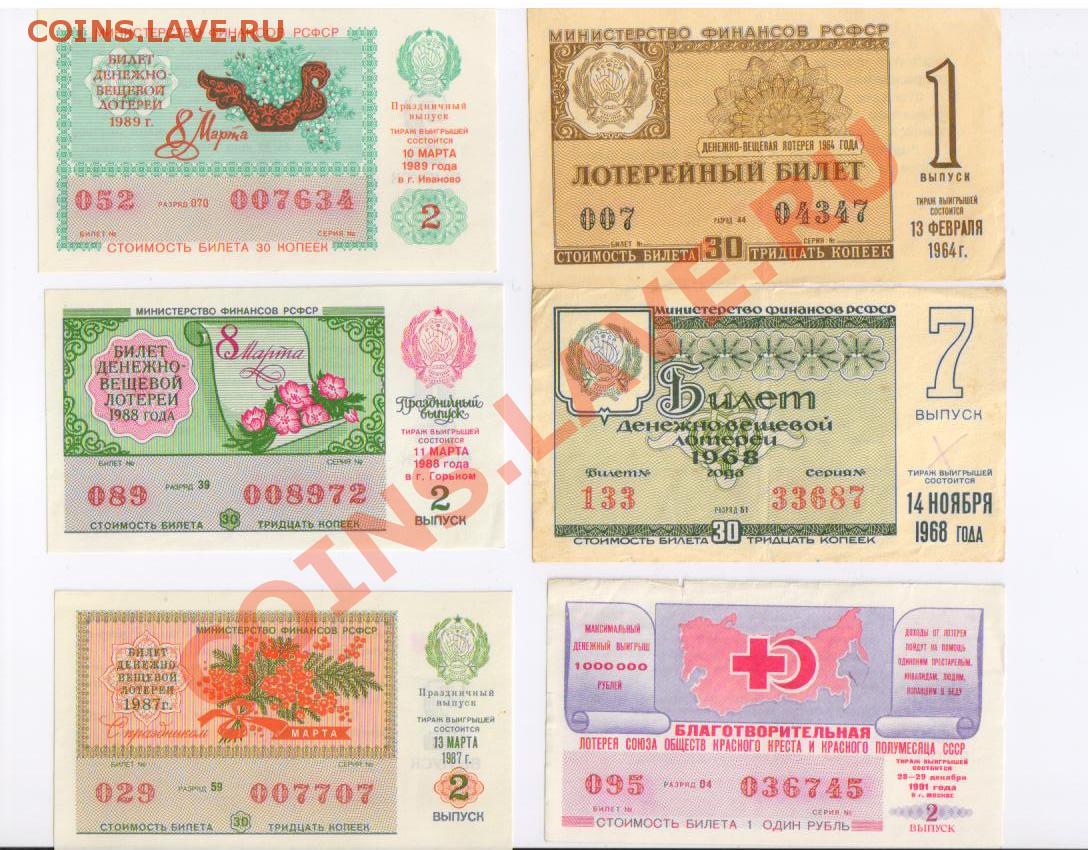 COINS.LAVE.RU
МИНИСТЕРСТВО ФИНАНСОВ РСФСР
БИЛЕТ
ДЕНЕЖНО-
ВЕЩЕВОЙ
ЛОТЕРЕИ
1989 г.
8 Марта
Праздничный
выпуск
ТИРАЖ ВЫИГРЫШЕЙ
СОСТОИТСЯ
10 МАРТА
1989 года
в г. Иваново
2
052 РАЗРЯД 070 007634
БИЛЕТ № СЕРИЯ №
СТОИМОСТЬ БИЛЕТА 30 КОПЕЕК
МИНИСТЕРСТВО ФИНАНСОВ РСФСР
1
ВЫПУСК
ТИРАЖ ВЫИГРЫШЕЙ
СОСТОИТСЯ
13 ФЕВРАЛЯ
1964 г.
ДЕНЕЖНО-ВЕЩЕВАЯ ЛОТЕРЕЯ 1964 ГОДА
ЛОТЕРЕЙНЫЙ БИЛЕТ
007 РАЗРЯД 44 04347
БИЛЕТ № СЕРИЯ №
СТОИМОСТЬ БИЛЕТА 30 ТРИДЦАТЬ КОПЕЕК
МИНИСТЕРСТВО ФИНАНСОВ РСФСР
БИЛЕТ
ДЕНЕЖНО-
ВЕЩЕВОЙ
ЛОТЕРЕИ
1988 ГОДА
8 Марта
Праздничный
выпуск
ТИРАЖ ВЫИГРЫШЕЙ
СОСТОИТСЯ
11 МАРТА
1988 года
в г. Горьком
2
ВЫПУСК
БИЛЕТ № СЕРИЯ №
089 РАЗРЯД 39 008972
СТОИМОСТЬ БИЛЕТА 30 ТРИДЦАТЬ КОПЕЕК
Министерство финансов РСФСР
7
ВЫПУСК
Билет
денежно-вещевой
лотереи
1968
года
ТИРАЖ ВЫИГРЫШЕЙ
СОСТОИТСЯ
14 НОЯБРЯ
1968 ГОДА
Билет № Серия №
133 РАЗРЯД 51 33687
СТОИМОСТЬ БИЛЕТА 30 ТРИДЦАТЬ КОПЕЕК
МИНИСТЕРСТВО ФИНАНСОВ РСФСР
БИЛЕТ
ДЕНЕЖНО
ВЕЩЕВОЙ
ЛОТЕРЕИ
1987г.
С праздником
8
МАРТА
Праздничный
выпуск
ТИРАЖ ВЫИГРЫШЕЙ
СОСТОИТСЯ
13 МАРТА
1987 г.
2
ВЫПУСК
БИЛЕТ № СЕРИЯ №
029 РАЗРЯД 59 007707
СТОИМОСТЬ БИЛЕТА 30 ТРИДЦАТЬ КОПЕЕК
МАКСИМАЛЬНЫЙ
ДЕНЕЖНЫЙ ВЫИГРЫШ
1000000
РУБЛЕЙ
ДОХОДЫ ОТ ЛОТЕРЕИ
ПОЙДУТ НА ПОМОЩЬ
ОДИНОКИМ ПРЕСТАРЕЛЫМ,
ИНВАЛИДАМ, ЛЮДЯМ,
ПОПАВШИМ В БЕДУ
БЛАГОТВОРИТЕЛЬНАЯ
ЛОТЕРЕЯ СОЮЗА ОБЩЕСТВ КРАСНОГО КРЕСТА И КРАСНОГО ПОЛУМЕСЯЦА СССР
095 РАЗРЯД 04 036745
БИЛЕТ № СЕРИЯ №
СТОИМОСТЬ БИЛЕТА 1 ОДИН РУБЛЬ
ТИРАЖ ВЫИГРЫШЕЙ
СОСТОИТСЯ
28-29 декабря
1991 года
в г. Москве
2
ВЫПУСК
COINS.LAVE.RU